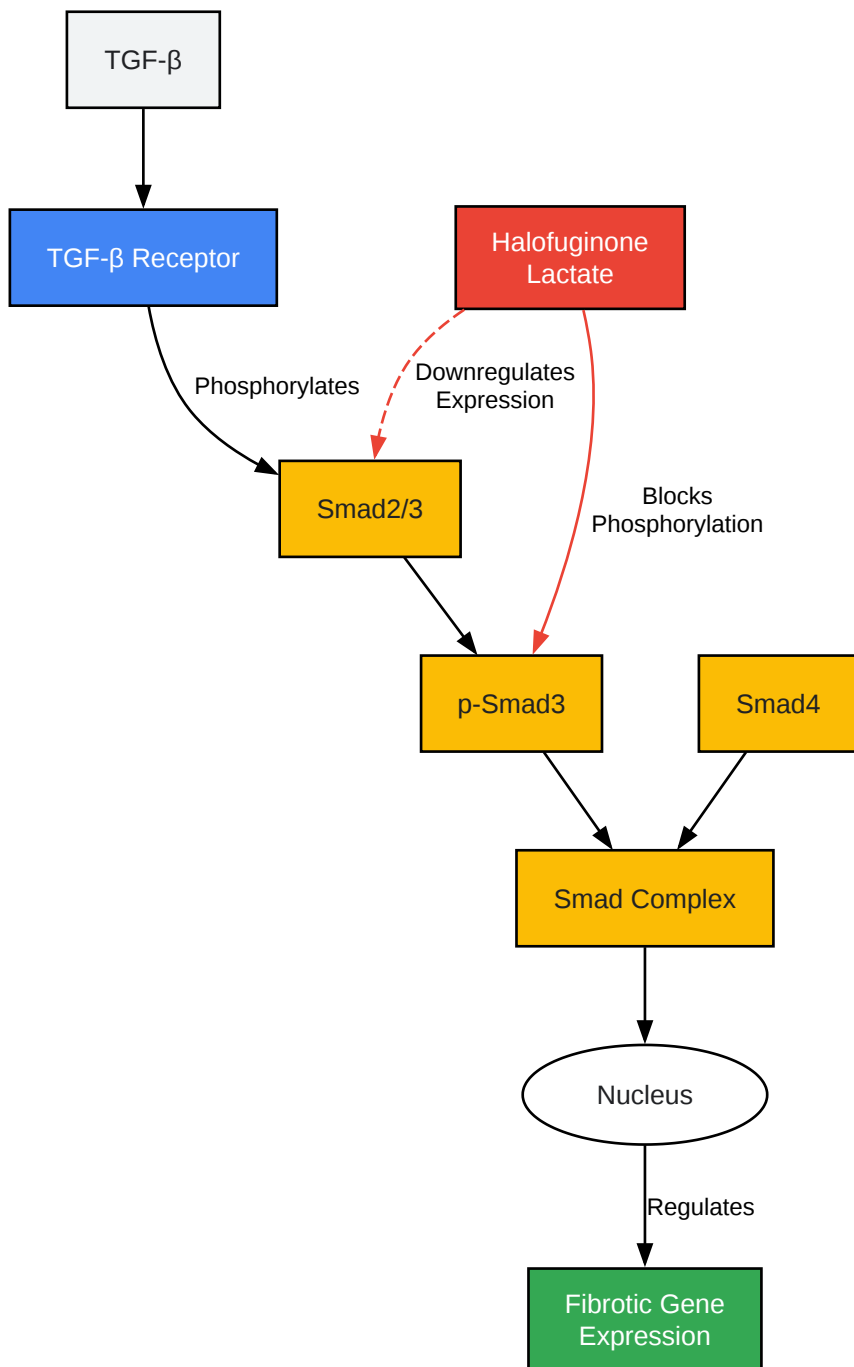 TGF-β
TGF-β Receptor
Halofuginone
Lactate
Phosphorylates
Downregulates
Expression
Smad2/3
Blocks
Phosphorylation
p-Smad3
Smad4
Smad Complex
Nucleus
Regulates
Fibrotic Gene
Expression